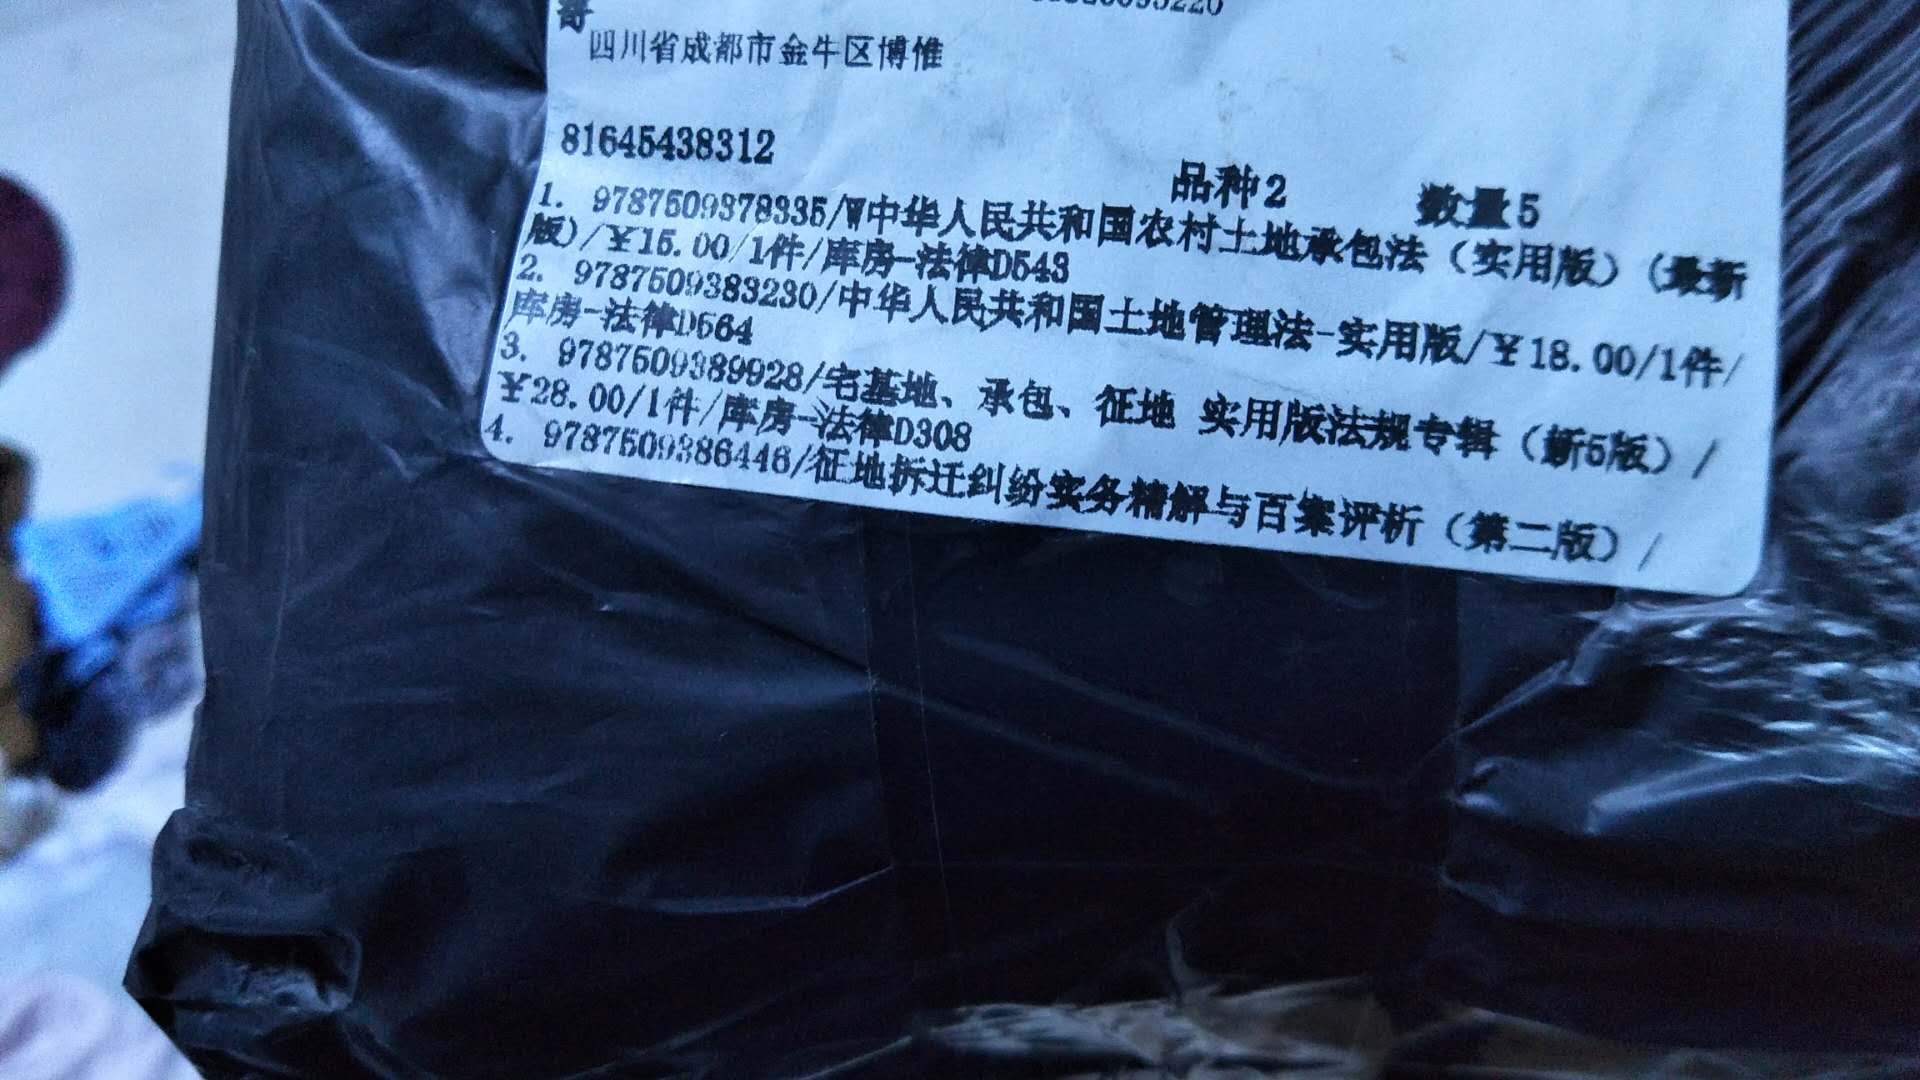 寄
四川省成都市金牛区博惟
81645438312
品种2 数量5
1. 9787509378335/W中华人民共和国农村土地承包法（实用版）（最新
版)/￥15.00/1件/库房-法律D543
2. 9787509383230/中华人民共和国土地管理法-实用版/￥18.00/1件/
库房-法律D564
3. 9787509389928/宅基地、承包、征地 实用版法规专辑（新5版）/
￥28.00/1件/库房-法律D308
4. 9787509386446/征地拆迁纠纷实务精解与百案评析（第二版）/